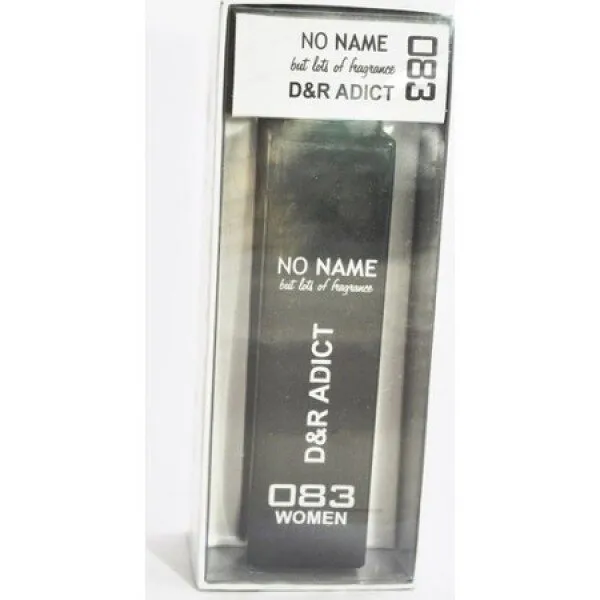 NO NAME
but lots of fragrance
D&R ADICT
083
NO NAME
but lots of fragrance
D&R ADICT
083
WOMEN